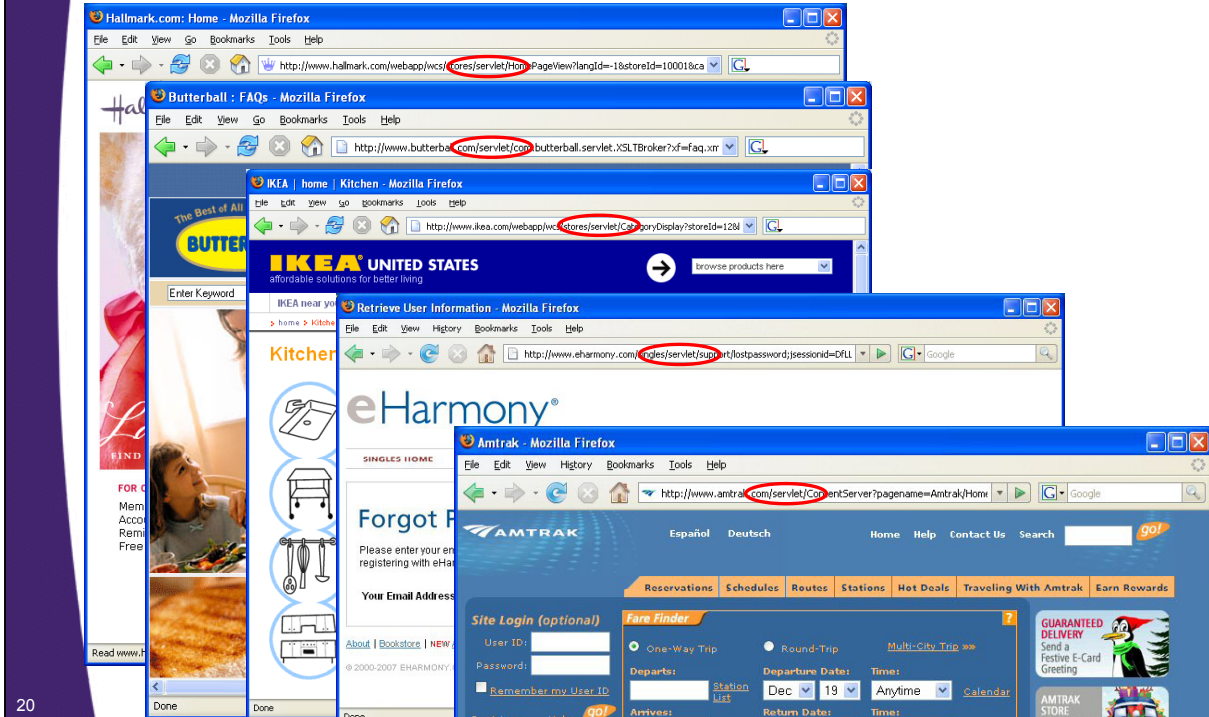 Hallmark.com: Home - Mozilla Firefox
File Edit View Go Bookmarks Tools Help
http://www.hallmark.com/webapp/wcs/stores/servlet/HomePageView?langId=-1&storeId=10001&ca
Butterball : FAQs - Mozilla Firefox
File Edit View Go Bookmarks Tools Help
http://www.butterball.com/servlet/com.butterball.servlet.XSLTBroker?xf=faq.xm
The Best of All
BUTTER
Enter Keyword
FIND
FOR
Free
Read www.H
Done
IKEA | home | Kitchen - Mozilla Firefox
File Edit View Go Bookmarks Tools Help
http://www.ikea.com/webapp/wcs/stores/servlet/CategoryDisplay?storeId=12&l
IKEA UNITED STATES
affordable solutions for better living
browse products here
IKEA near you
> home > Kitche
Kitchen
Done
Retrieve User Information - Mozilla Firefox
File Edit View History Bookmarks Tools Help
http://www.eharmony.com/singles/servlet/support/lostpassword;jsessionid=DfLL
Google
eHarmony®
SINGLES HOME
Forgot P
Please enter your em
registering with eHar
Your Email Address
About | Bookstore | NEW
© 2000-2007 EHARMONY.
Done
Amtrak - Mozilla Firefox
File Edit View History Bookmarks Tools Help
http://www.amtrak.com/servlet/ContentServer?pagename=Amtrak/Home
Google
AMTRAK
Español Deutsch Home Help Contact Us Search go!
Reservations Schedules Routes Stations Hot Deals Traveling With Amtrak Earn Rewards
Site Login (optional)
User ID:
Password:
Remember my User ID
go!
Fare Finder ?
One-Way Trip Round-Trip Multi-City Trip »»
Departs: Departure Date: Time:
Station List Dec 19 Anytime Calendar
Arrives: Return Date: Time:
GUARANTEED
DELIVERY
Send a
Festive E-Card
Greeting
AMTRAK
STORE
20